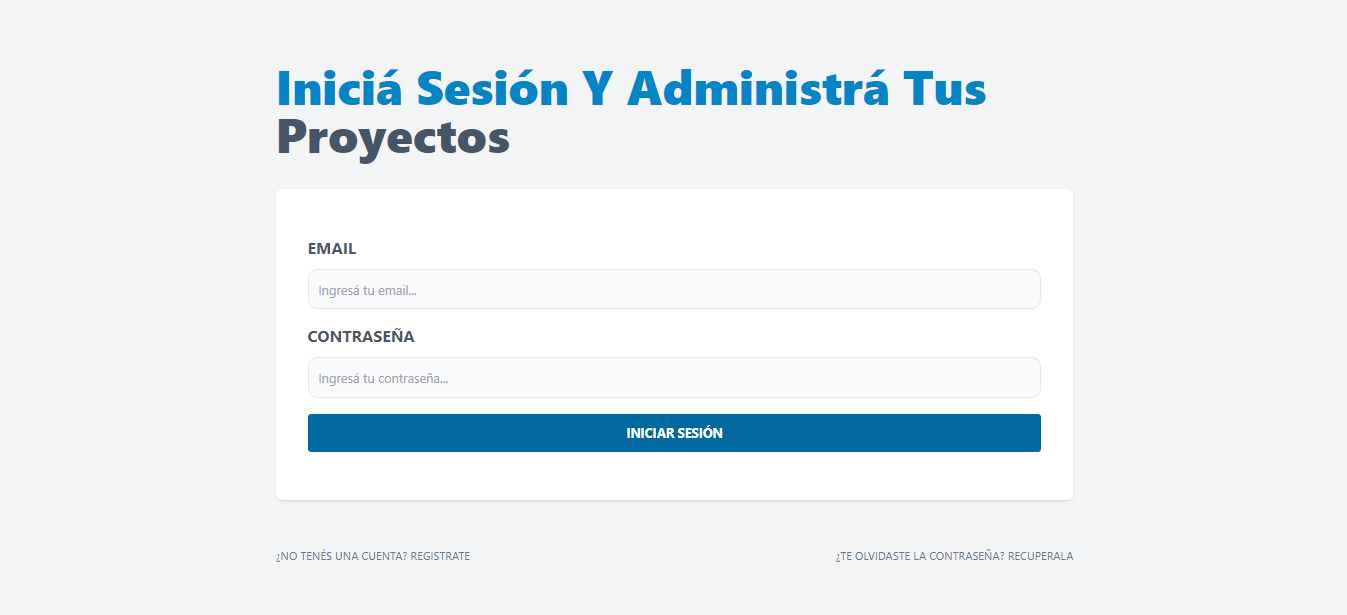 Iniciá Sesión Y Administrá Tus
Proyectos
EMAIL
Ingresá tu email...
CONTRASEÑA
Ingresá tu contraseña...
INICIAR SESIÓN
¿NO TENÉS UNA CUENTA? REGISTRATE
¿TE OLVIDASTE LA CONTRASEÑA? RECUPERALA